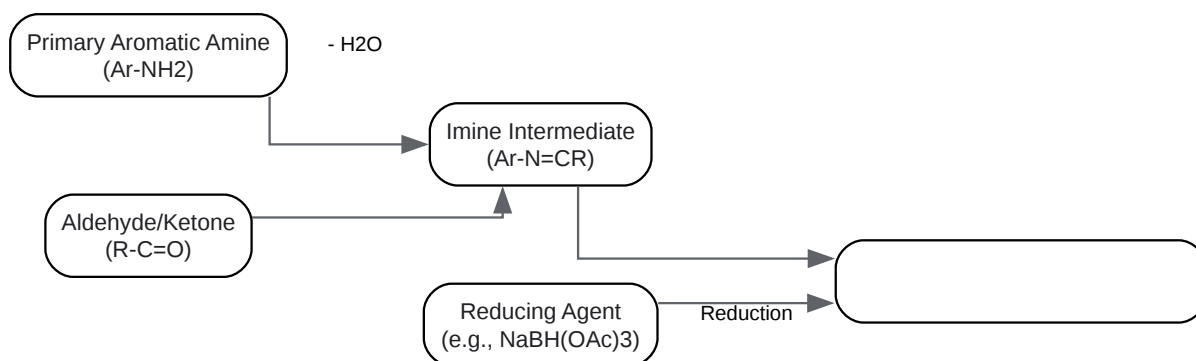 Primary Aromatic Amine
(Ar-NH2)
- H2O
Imine Intermediate
(Ar-N=CR)
Aldehyde/Ketone
(R-C=O)
Reducing Agent
(e.g., NaBH(OAc)3)
Reduction